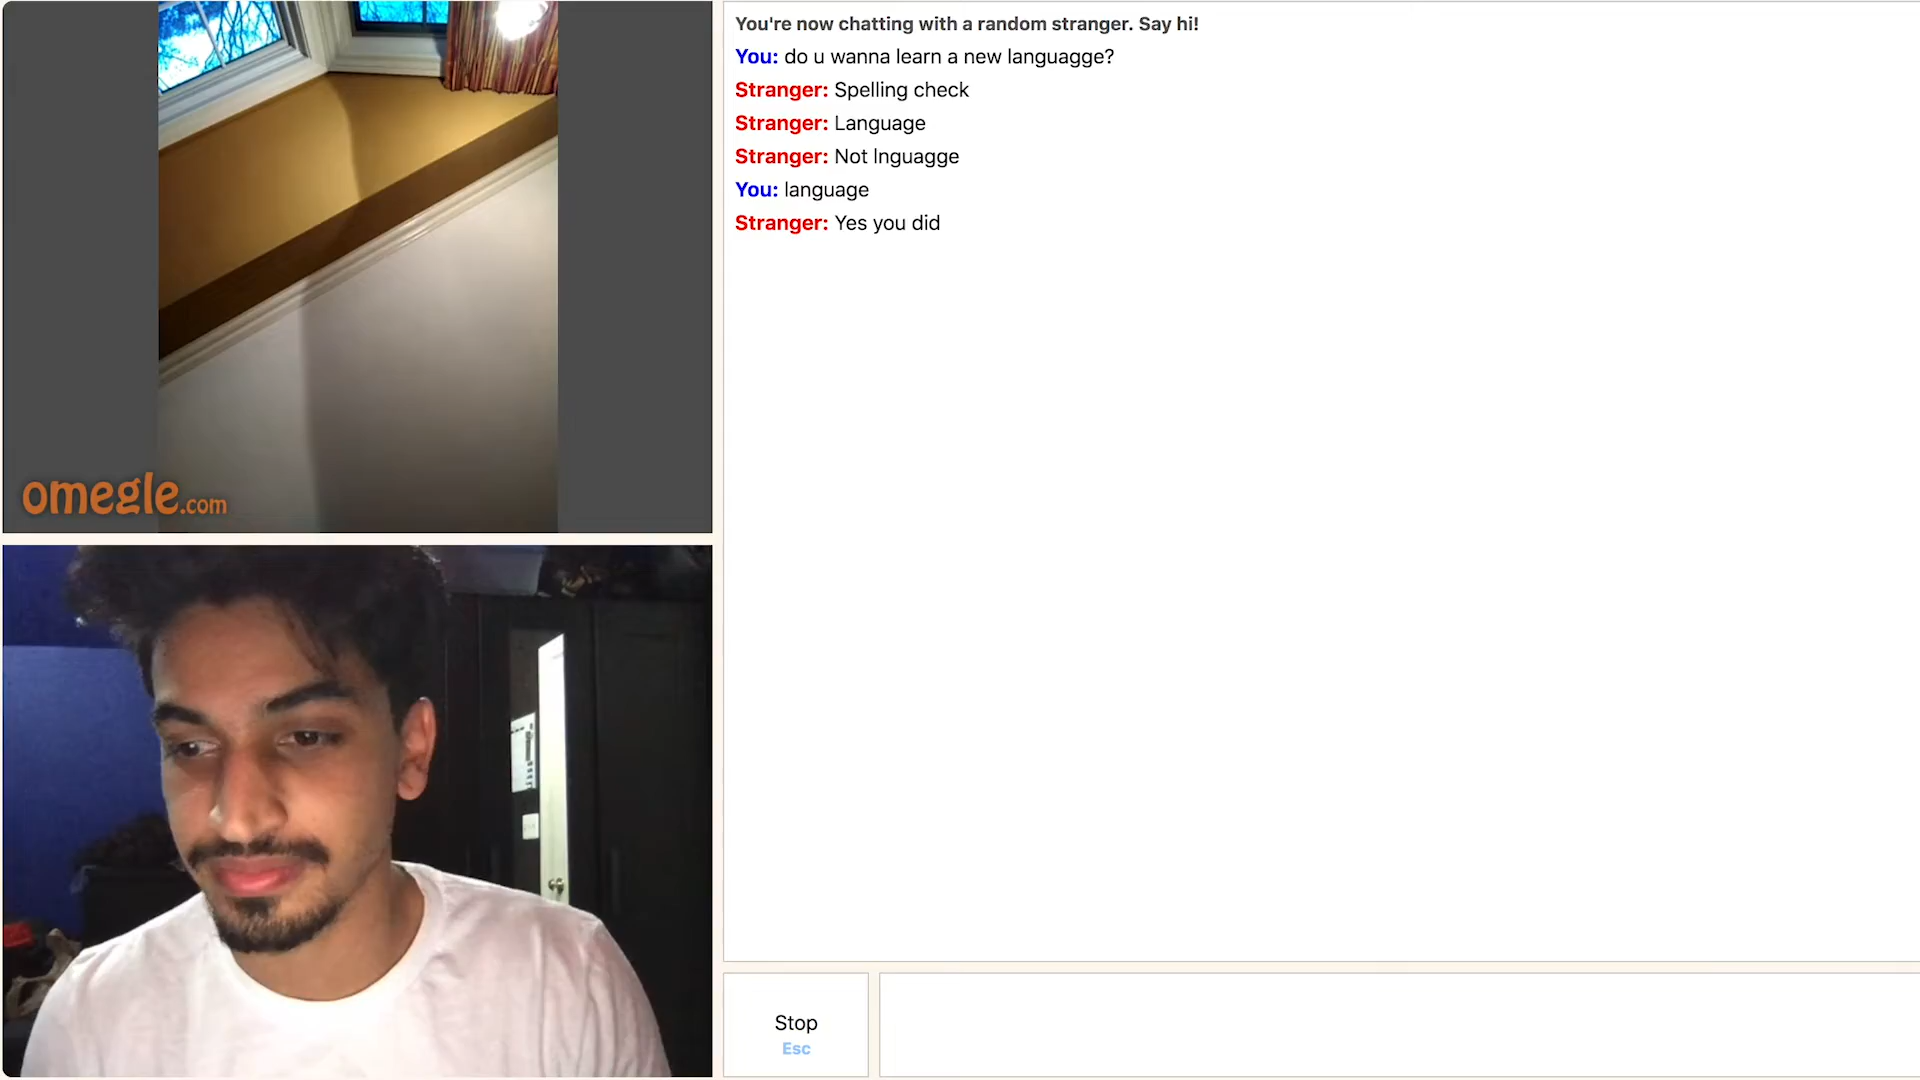 You're now chatting with a random stranger. Say hi!
You: do u wanna learn a new languagge?
Stranger: Spelling check
Stranger: Language
Stranger: Not lnguagge
You: language
Stranger: Yes you did
omegle.com
Stop
Esc